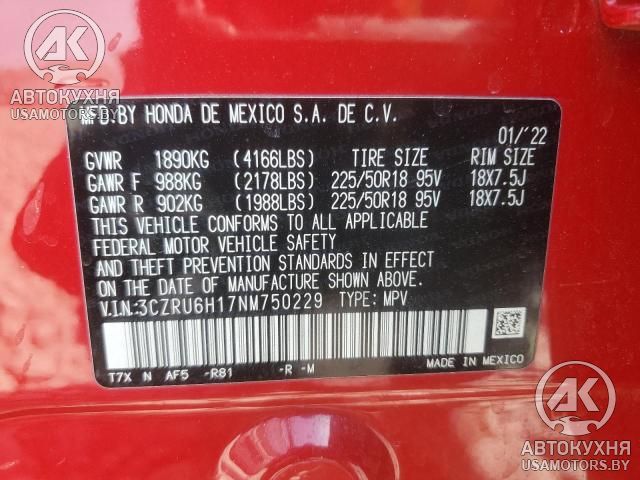 АК
АВТОКУХНЯ
USAMOTORS.BY
MFD.BY HONDA DE MEXICO S.A. DE C.V.
01/'22
GVWR 1890KG (4166LBS) TIRE SIZE RIM SIZE
GAWR F 988KG (2178LBS) 225/50R18 95V 18X7.5J
GAWR R 902KG (1988LBS) 225/50R18 95V 18X7.5J
THIS VEHICLE CONFORMS TO ALL APPLICABLE
FEDERAL MOTOR VEHICLE SAFETY
AND THEFT PREVENTION STANDARDS IN EFFECT
ON THE DATE OF MANUFACTURE SHOWN ABOVE.
V.I.N:3CZRU6H17NM750229 TYPE: MPV
T7X N AF5 -R81 -R -M
MADE IN MEXICO
АК
АВТОКУХНЯ
USAMOTORS.BY